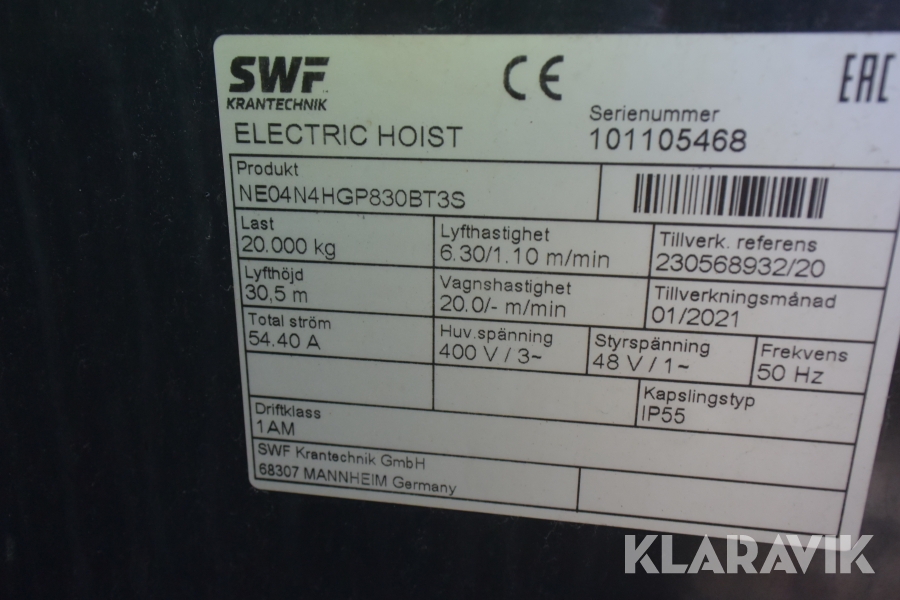 SWF
KRANTECHNIK
CE
EAC
ELECTRIC HOIST
Serienummer
101105468
Produkt
NE04N4HGP830BT3S
Last
20.000 kg
Lyfthastighet
6.30/1.10 m/min
Tillverk. referens
230568932/20
Lyfthöjd
30,5 m
Vagnshastighet
20.0/- m/min
Tillverkningsmånad
01/2021
Total ström
54.40 A
Huv.spänning
400 V / 3~
Styrspänning
48 V / 1~
Frekvens
50 Hz
Kapslingstyp
IP55
Driftklass
1AM
SWF Krantechnik GmbH
68307 MANNHEIM Germany
KLARAVIK